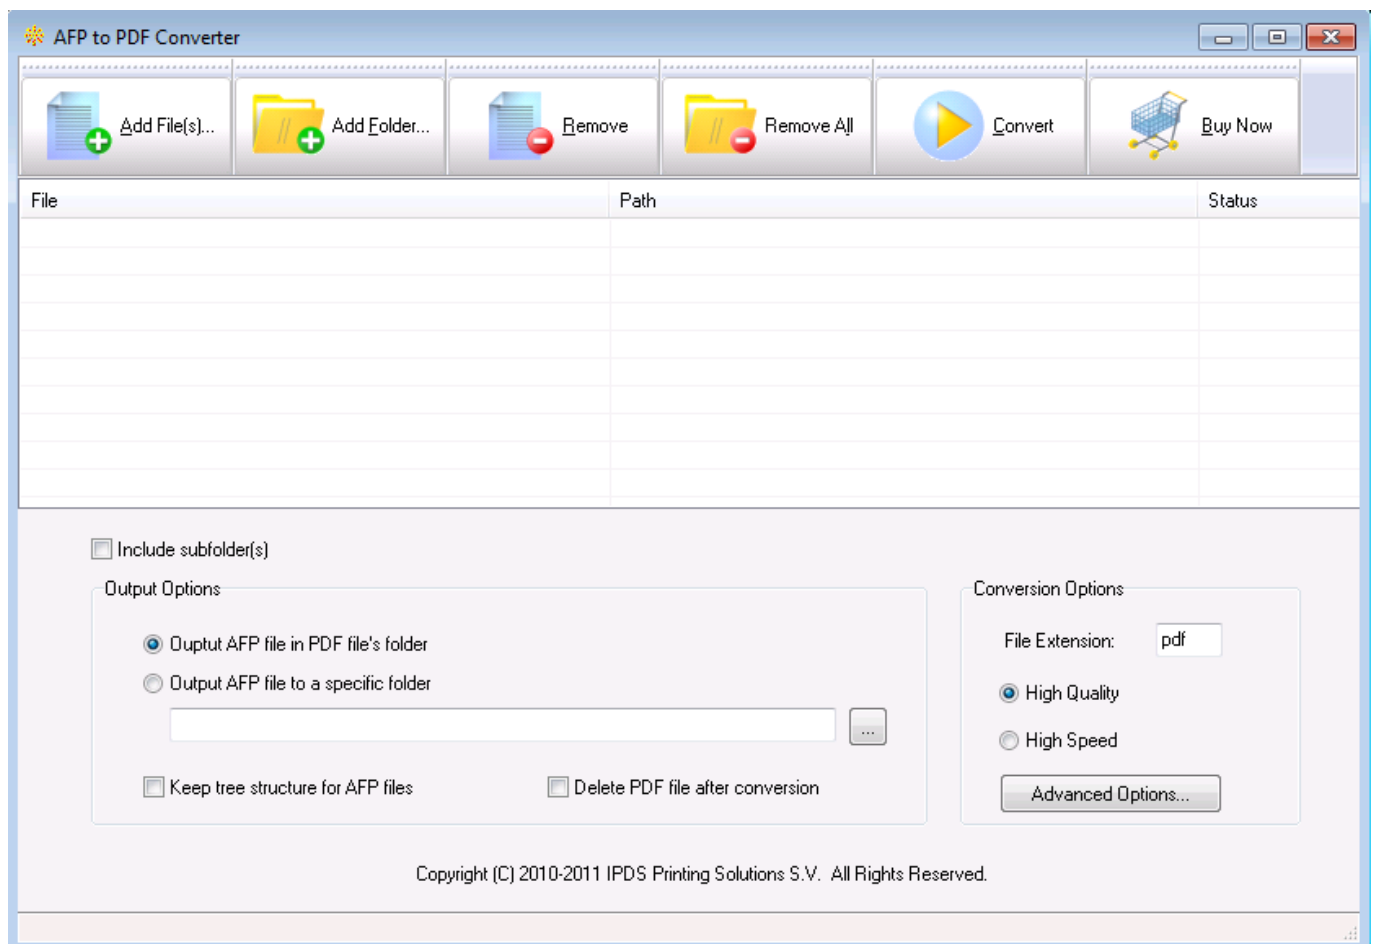 AFP to PDF Converter
Add File(s)... Add Folder... Remove Remove All Convert Buy Now
File Path Status
Include subfolder(s)
Output Options Conversion Options
Ouptut AFP file in PDF file's folder File Extension: pdf
Output AFP file to a specific folder High Quality
... High Speed
Keep tree structure for AFP files Delete PDF file after conversion Advanced Options...
Copyright (C) 2010-2011 IPDS Printing Solutions S.V. All Rights Reserved.